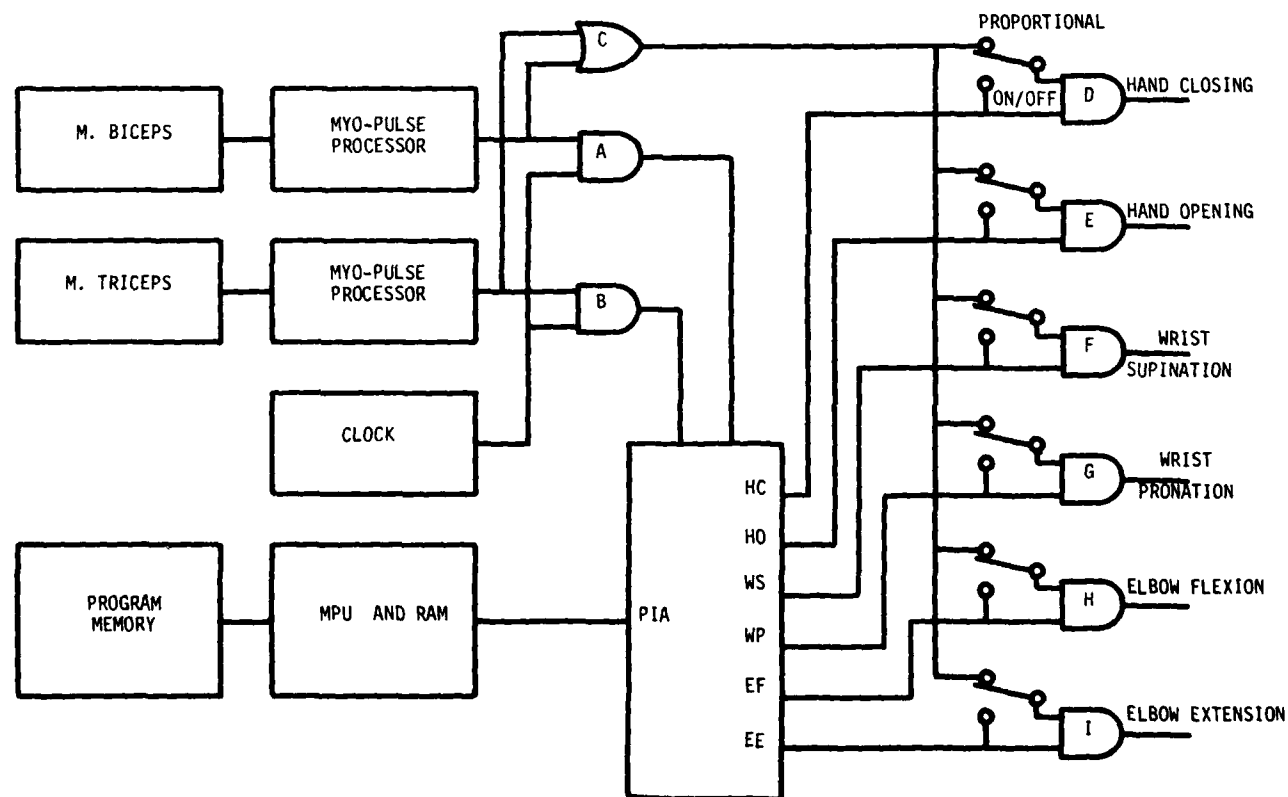 PROPORTIONAL
C
ON/OFF
D
HAND CLOSING
M. BICEPS
MYO-PULSE
PROCESSOR
A
E
HAND OPENING
M. TRICEPS
MYO-PULSE
PROCESSOR
B
F
WRIST
SUPINATION
CLOCK
G
WRIST
PRONATION
HC
HO
WS
WP
EF
EE
PIA
PROGRAM
MEMORY
MPU AND RAM
H
ELBOW FLEXION
I
ELBOW EXTENSION